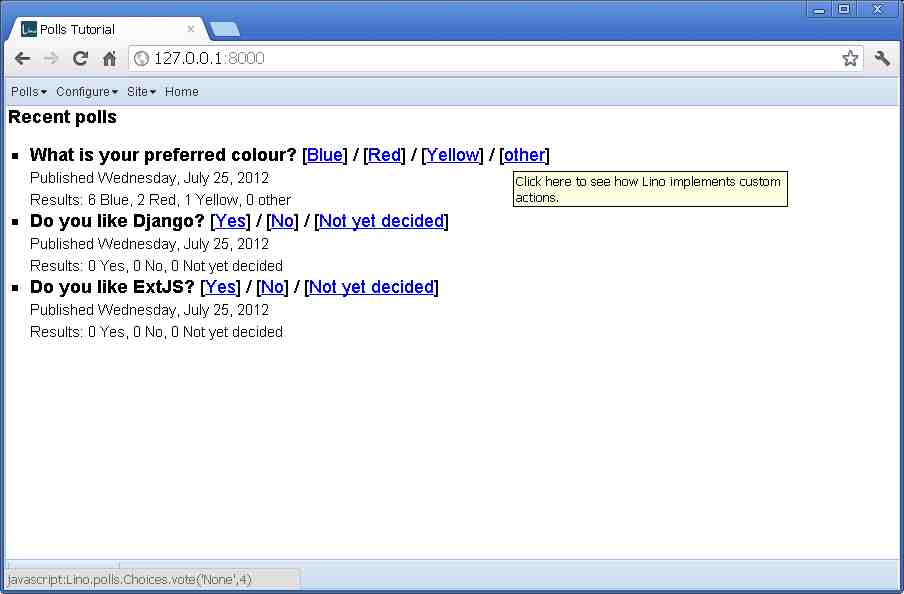 Polls Tutorial
127.0.0.1:8000
Polls Configure Site Home
Recent polls
What is your preferred colour? [Blue] / [Red] / [Yellow] / [other]
Published Wednesday, July 25, 2012
Click here to see how Lino implements custom
actions.
Results: 6 Blue, 2 Red, 1 Yellow, 0 other
Do you like Django? [Yes] / [No] / [Not yet decided]
Published Wednesday, July 25, 2012
Results: 0 Yes, 0 No, 0 Not yet decided
Do you like ExtJS? [Yes] / [No] / [Not yet decided]
Published Wednesday, July 25, 2012
Results: 0 Yes, 0 No, 0 Not yet decided
javascript:Lino.polls.Choices.vote('None',4)